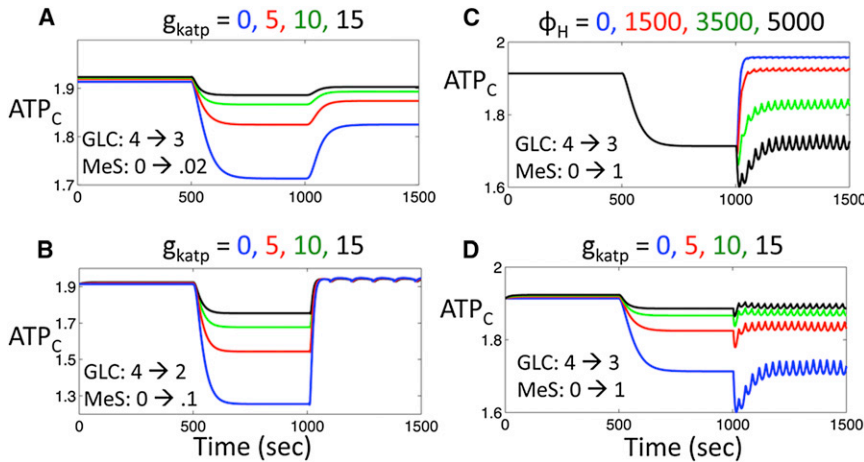 A
g_katp = 0, 5, 10, 15
ATP_C
1.9
1.8
1.7
GLC: 4 → 3
MeS: 0 → .02
0
500
1000
1500
B
g_katp = 0, 5, 10, 15
ATP_C
1.9
1.7
1.5
1.3
GLC: 4 → 2
MeS: 0 → .1
0
500
1000
1500
Time (sec)
C
ϕ_H = 0, 1500, 3500, 5000
ATP_C
2
1.8
1.6
GLC: 4 → 3
MeS: 0 → 1
0
500
1000
1500
D
g_katp = 0, 5, 10, 15
ATP_C
2
1.8
1.6
GLC: 4 → 3
MeS: 0 → 1
0
500
1000
1500
Time (sec)